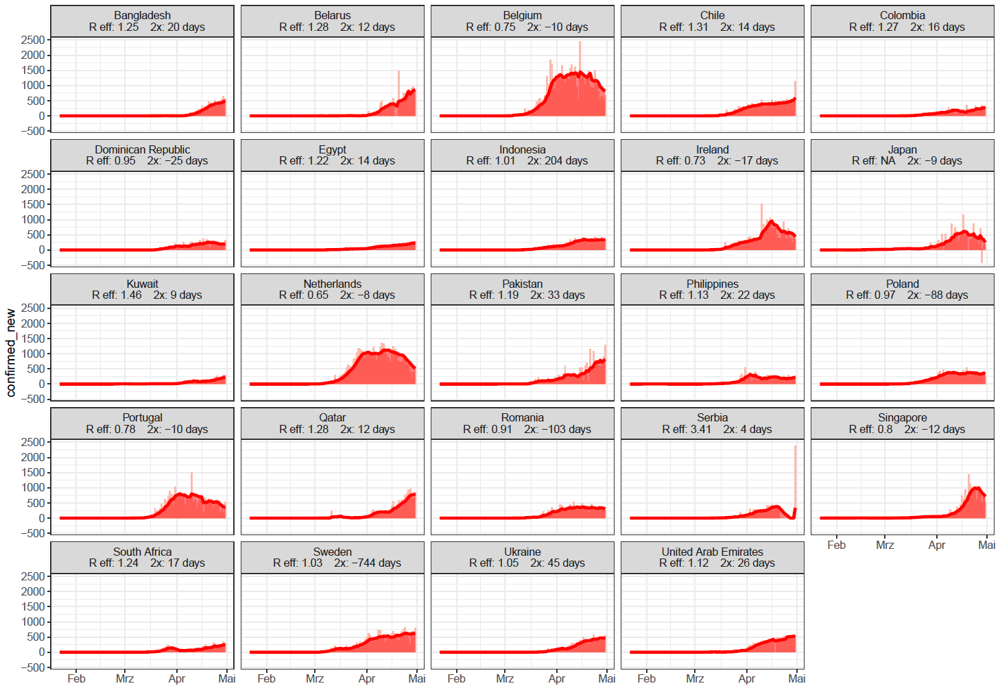 Bangladesh
R eff: 1.25 2x: 20 days
Belarus
R eff: 1.28 2x: 12 days
Belgium
R eff: 0.75 2x: −10 days
Chile
R eff: 1.31 2x: 14 days
Colombia
R eff: 1.27 2x: 16 days
2500
2000
1500
1000
500
0
−500
Dominican Republic
R eff: 0.95 2x: −25 days
Egypt
R eff: 1.22 2x: 14 days
Indonesia
R eff: 1.01 2x: 204 days
Ireland
R eff: 0.73 2x: −17 days
Japan
R eff: NA 2x: −9 days
2500
2000
1500
1000
500
0
−500
Kuwait
R eff: 1.46 2x: 9 days
Netherlands
R eff: 0.65 2x: −8 days
Pakistan
R eff: 1.19 2x: 33 days
Philippines
R eff: 1.13 2x: 22 days
Poland
R eff: 0.97 2x: −88 days
confirmed_new
2500
2000
1500
1000
500
0
−500
Portugal
R eff: 0.78 2x: −10 days
Qatar
R eff: 1.28 2x: 12 days
Romania
R eff: 0.91 2x: −103 days
Serbia
R eff: 3.41 2x: 4 days
Singapore
R eff: 0.8 2x: −12 days
2500
2000
1500
1000
500
0
−500
Feb Mrz Apr Mai
South Africa
R eff: 1.24 2x: 17 days
Sweden
R eff: 1.03 2x: −744 days
Ukraine
R eff: 1.05 2x: 45 days
United Arab Emirates
R eff: 1.12 2x: 26 days
2500
2000
1500
1000
500
0
−500
Feb Mrz Apr Mai
Feb Mrz Apr Mai
Feb Mrz Apr Mai
Feb Mrz Apr Mai